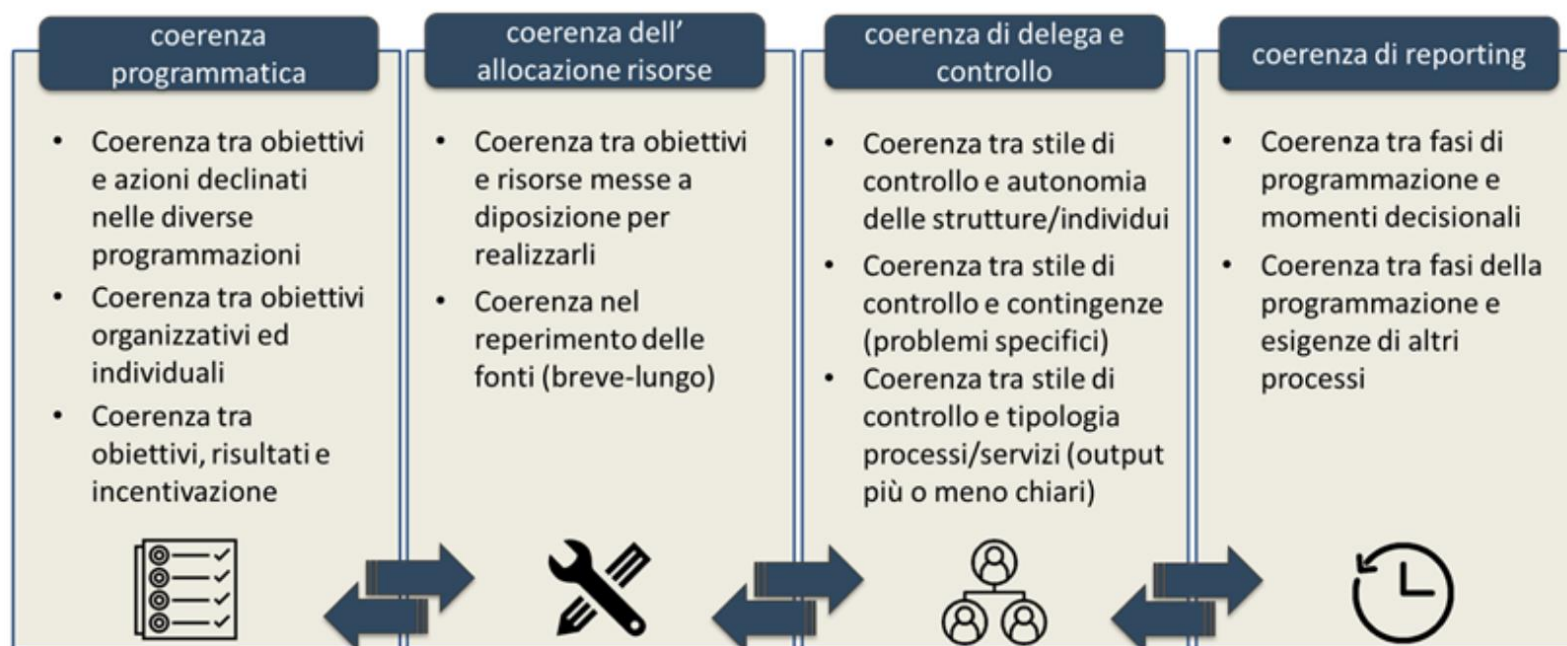 coerenza
programmatica
• Coerenza tra obiettivi
e azioni declinati
nelle diverse
programmazioni
• Coerenza tra obiettivi
organizzativi ed
individuali
• Coerenza tra
obiettivi, risultati e
incentivazione
coerenza dell’
allocazione risorse
• Coerenza tra obiettivi
e risorse messe a
diposizione per
realizzarli
• Coerenza nel
reperimento delle
fonti (breve-lungo)
coerenza di delega e
controllo
• Coerenza tra stile di
controllo e autonomia
delle strutture/individui
• Coerenza tra stile di
controllo e contingenze
(problemi specifici)
• Coerenza tra stile di
controllo e tipologia
processi/servizi (output
più o meno chiari)
coerenza di reporting
• Coerenza tra fasi di
programmazione e
momenti decisionali
• Coerenza tra fasi della
programmazione e
esigenze di altri
processi